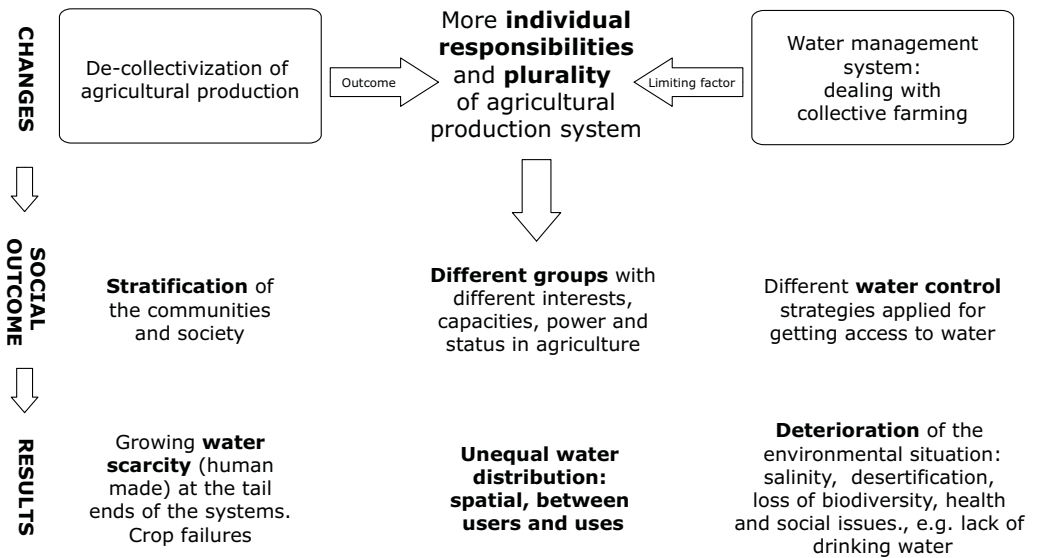 CHANGES
De-collectivization of
agricultural production
Outcome
More individual
responsibilities
and plurality
of agricultural
production system
Limiting factor
Water management
system:
dealing with
collective farming
SOCIAL
OUTCOME
Stratification of
the communities
and society
Different groups with
different interests,
capacities, power and
status in agriculture
Different water control
strategies applied for
getting access to water
RESULTS
Growing water
scarcity (human
made) at the tail
ends of the systems.
Crop failures
Unequal water
distribution:
spatial, between
users and uses
Deterioration of the
environmental situation:
salinity, desertification,
loss of biodiversity, health
and social issues., e.g. lack of
drinking water